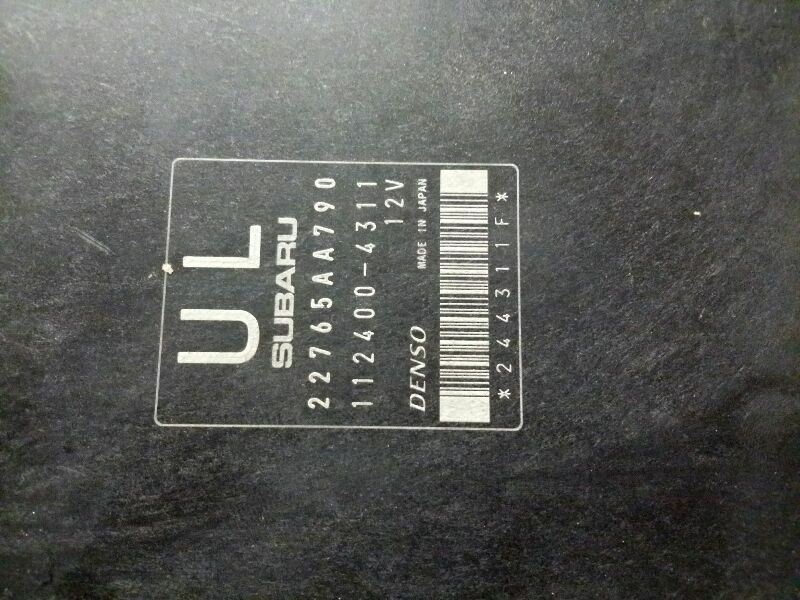 UL
SUBARU
22765AA790
112400-4311
12V
DENSO MADE IN JAPAN
*244311F*